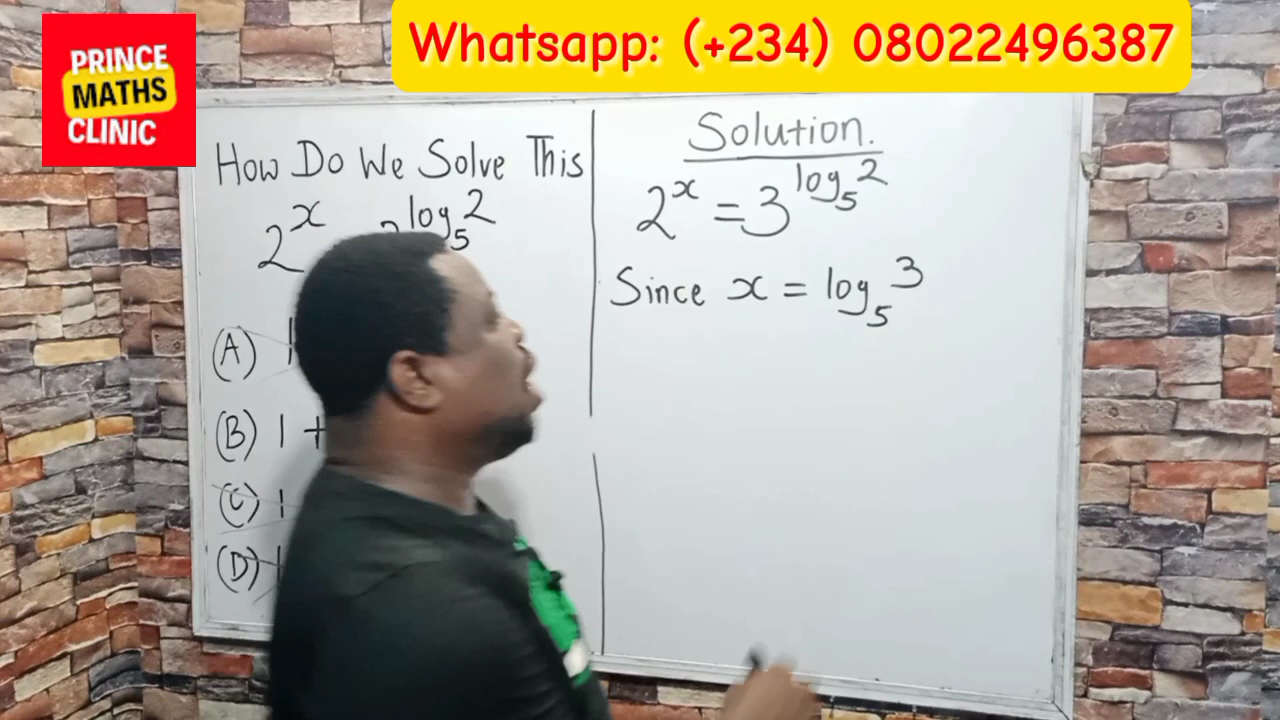 Whatsapp: (+234) 08022496387
PRINCE
MATHS
CLINIC
How Do We Solve This
2^x log_5 2
(A)
(B) 1 +
(C) 1
(D)
Solution.
2^x = 3^{log_5 2}
Since x = log_5 3